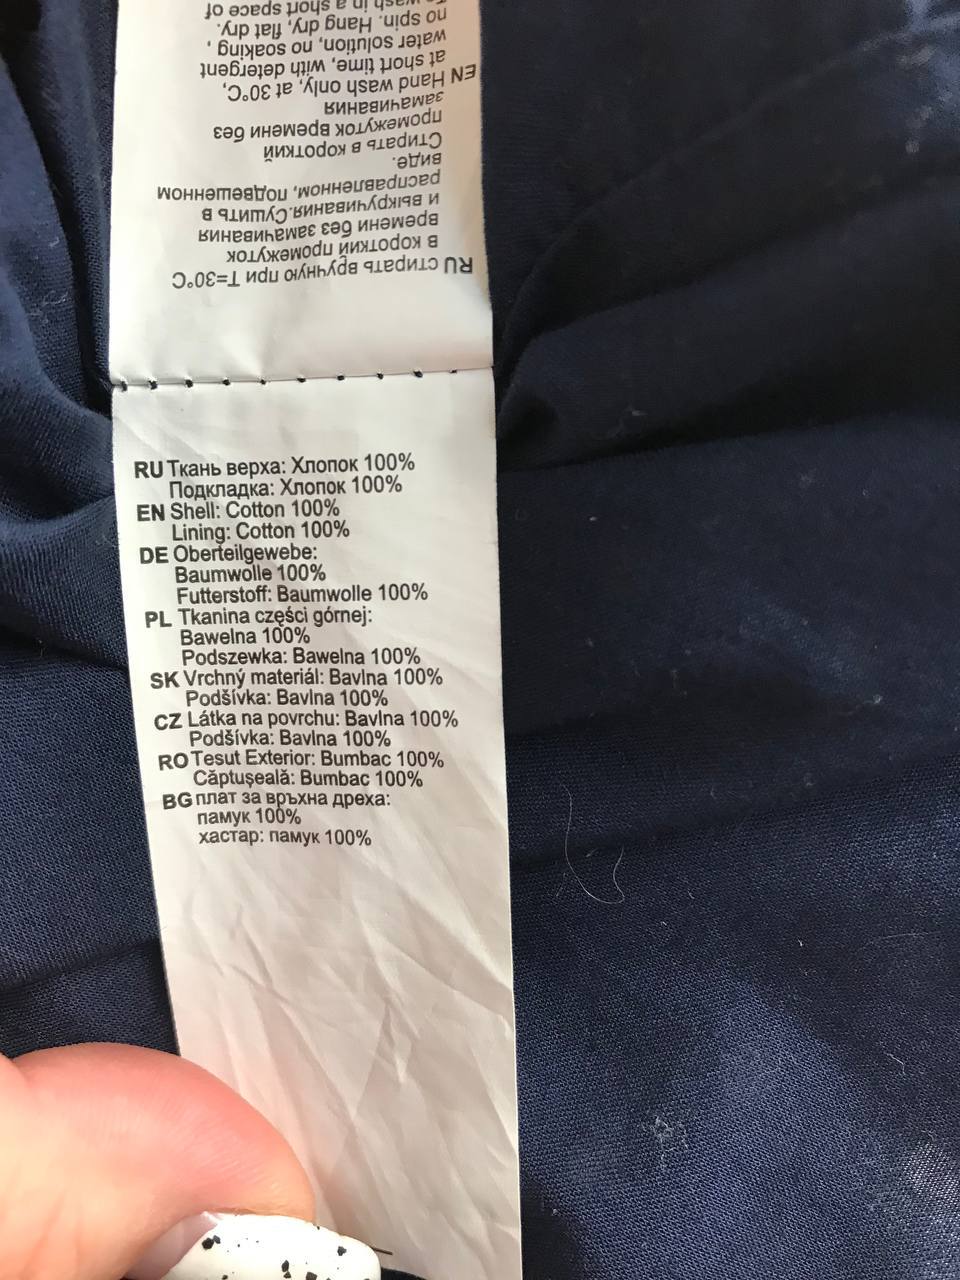 RU стирать вручную при T=30°C
в короткий промежуток
времени без замачивания
и выкручивания.Сушить в
расправленном, подвешенном
виде.
Стирать в короткий
промежуток времени без
замачивания
EN Hand wash only, at 30°C,
at short time, with detergent
water solution, no soaking ,
no spin. Hang dry, flat dry.
To wash in a short space of
RU Ткань верха: Хлопок 100%
Подкладка: Хлопок 100%
EN Shell: Cotton 100%
Lining: Cotton 100%
DE Oberteilgewebe:
Baumwolle 100%
Futterstoff: Baumwolle 100%
PL Tkanina części górnej:
Bawelna 100%
Podszewka: Bawelna 100%
SK Vrchný materiál: Bavlna 100%
Podšívka: Bavlna 100%
CZ Látka na povrchu: Bavlna 100%
Podšívka: Bavlna 100%
RO Tesut Exterior: Bumbac 100%
Căptușeală: Bumbac 100%
BG плат за връхна дреха:
памук 100%
хастар: памук 100%